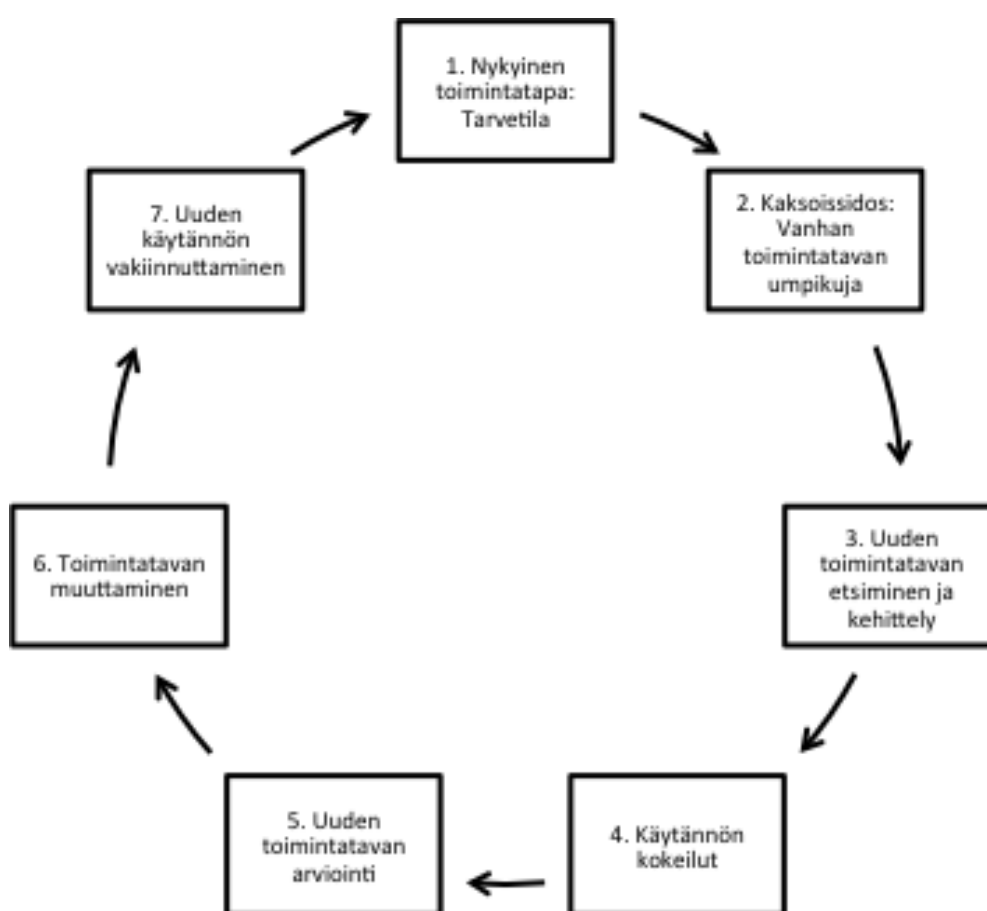 1. Nykyinen
toimintatapa:
Tarvetila
2. Kaksoissidos:
Vanhan
toimintatavan
umpikuja
3. Uuden
toimintatavan
etsiminen ja
kehittely
4. Käytännön
kokeilut
5. Uuden
toimintatavan
arviointi
6. Toimintatavan
muuttaminen
7. Uuden
käytännön
vakiinnuttaminen